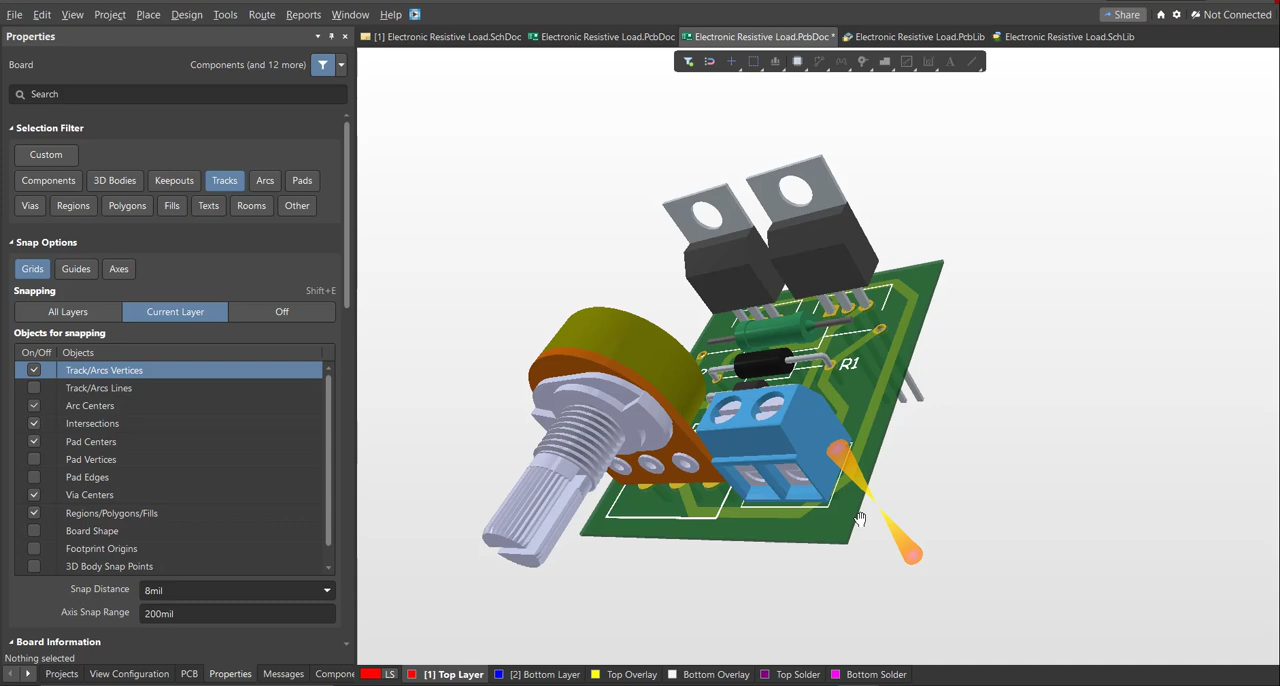 File Edit View Project Place Design Tools Route Reports Window Help Share Not Connected
Properties
[1] Electronic Resistive Load.SchDoc Electronic Resistive Load.PcbDoc Electronic Resistive Load.PcbDoc * Electronic Resistive Load.PcbLib Electronic Resistive Load.SchLib
Board Components (and 12 more)
Search
Selection Filter
Custom
Components 3D Bodies Keepouts Tracks Arcs Pads
Vias Regions Polygons Fills Texts Rooms Other
Snap Options
Grids Guides Axes
Snapping Shift+E
All Layers Current Layer Off
Objects for snapping
On/Off Objects
Track/Arcs Vertices
Track/Arcs Lines
Arc Centers
Intersections
Pad Centers
Pad Vertices
Pad Edges
Via Centers
Regions/Polygons/Fills
Board Shape
Footprint Origins
3D Body Snap Points
Snap Distance 8mil
Axis Snap Range 200mil
Board Information
Nothing selected
Projects View Configuration PCB Properties Messages Compone
LS [1] Top Layer [2] Bottom Layer Top Overlay Bottom Overlay Top Solder Bottom Solder
R1